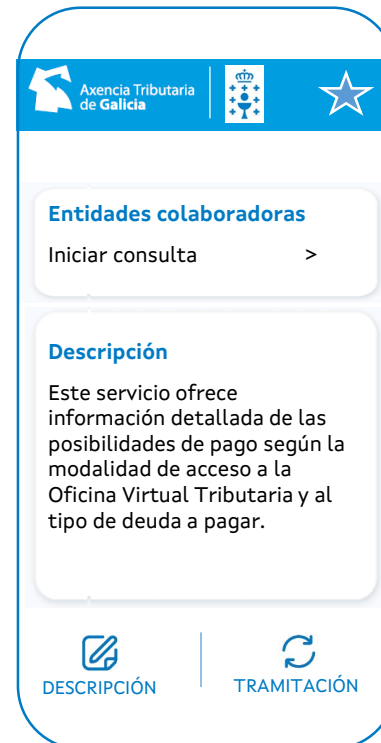 Axencia Tributaria
de Galicia
Entidades colaboradoras
Iniciar consulta >
Descripción
Este servicio ofrece
información detallada de las
posibilidades de pago según la
modalidad de acceso a la
Oficina Virtual Tributaria y al
tipo de deuda a pagar.
DESCRIPCIÓN
TRAMITACIÓN